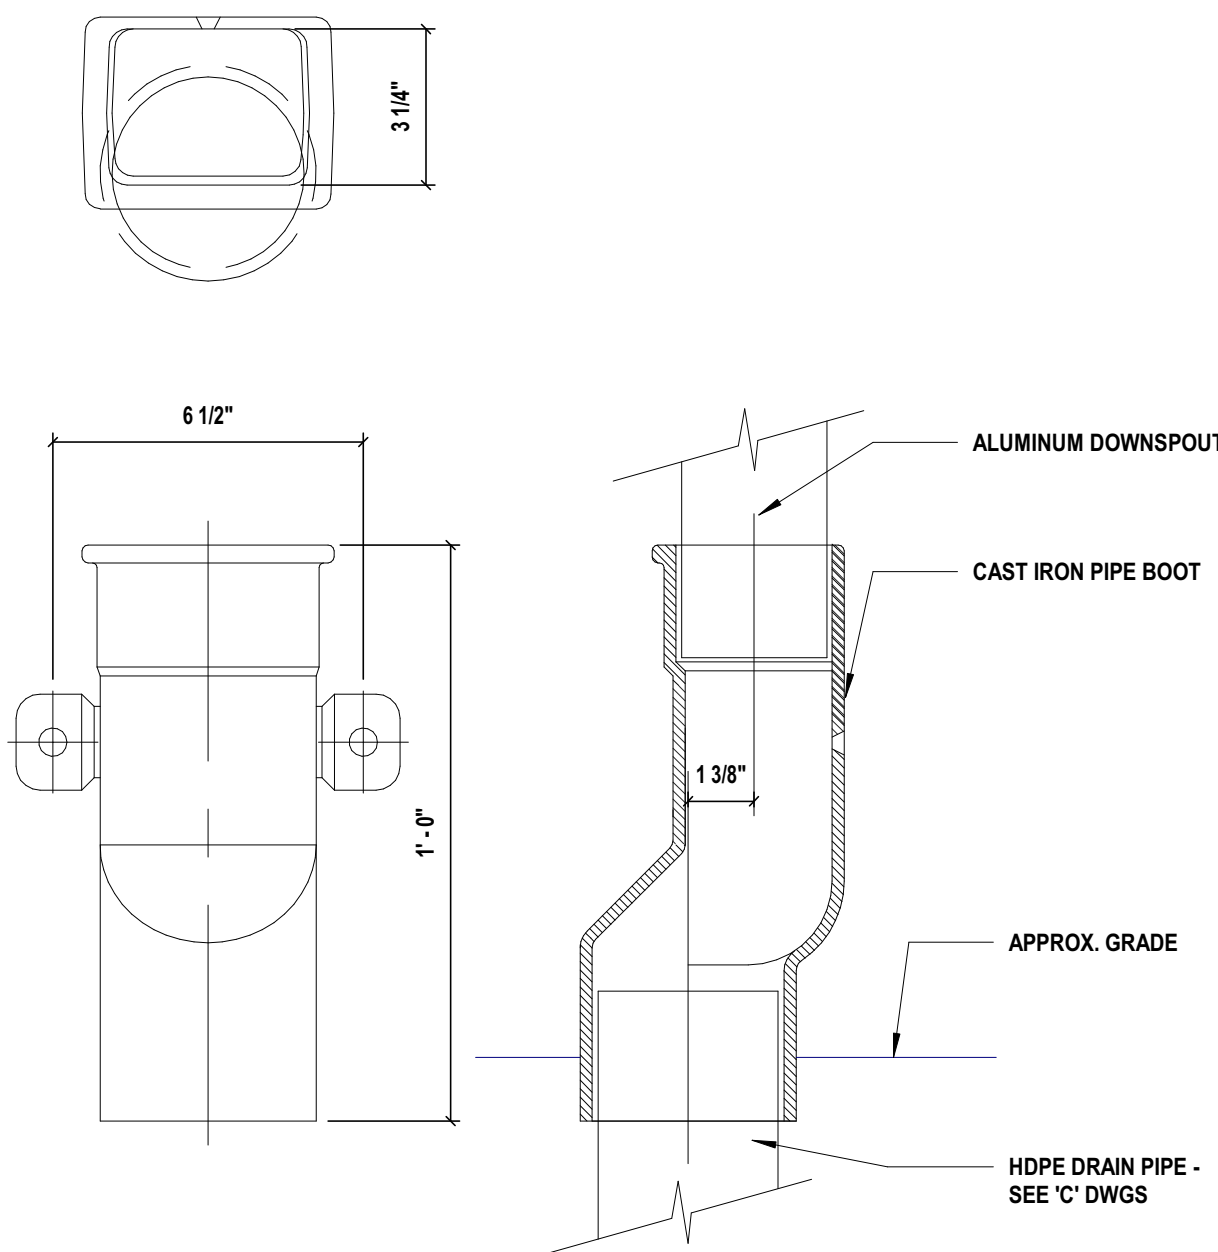 3 1/4"
6 1/2"
ALUMINUM DOWNSPOUT
CAST IRON PIPE BOOT
1 3/8"
1' - 0"
APPROX. GRADE
HDPE DRAIN PIPE -
SEE 'C' DWGS